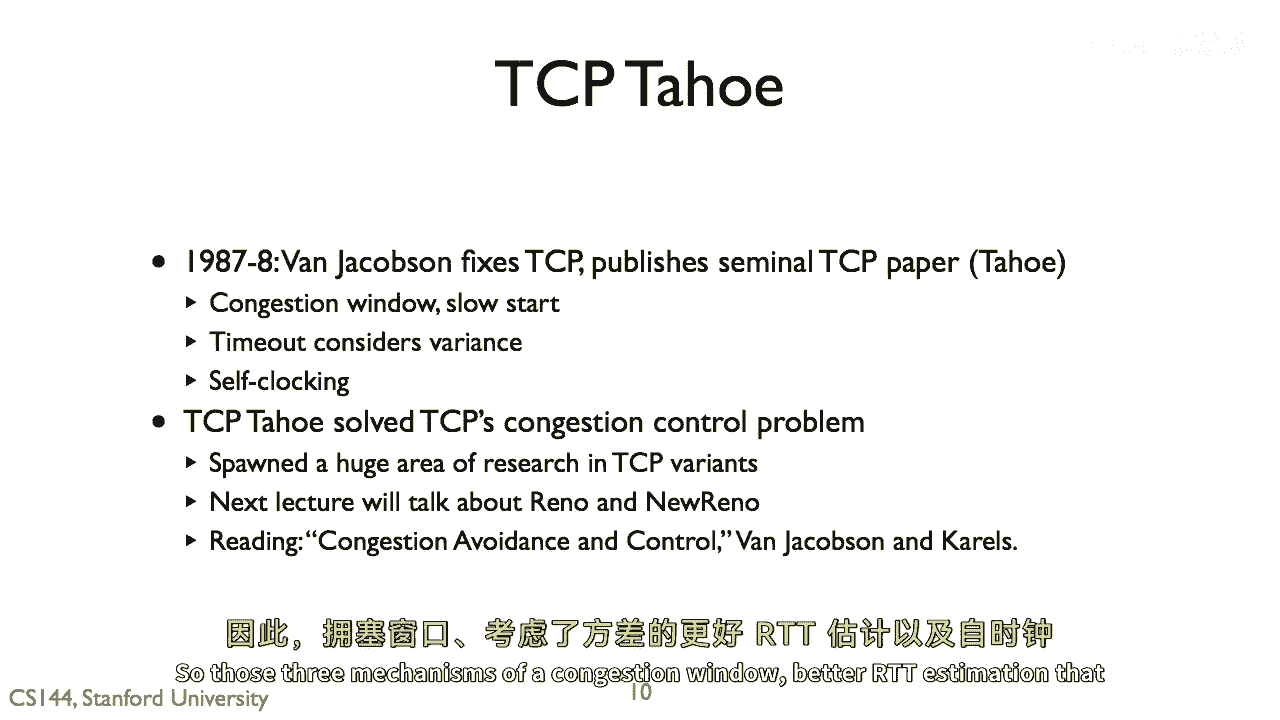 TCP Tahoe
• 1987-8: Van Jacobson fixes TCP, publishes seminal TCP paper (Tahoe)
▸ Congestion window, slow start
▸ Timeout considers variance
▸ Self-clocking
• TCP Tahoe solved TCP's congestion control problem
▸ Spawned a huge area of research in TCP variants
▸ Next lecture will talk about Reno and NewReno
▸ Reading: “Congestion Avoidance and Control,” Van Jacobson and Karels.
因此，拥塞窗口、考虑了方差的更好 RTT 估计以及自时钟
So those three mechanisms of a congestion window, better RTT estimation that
CS144, Stanford University
10